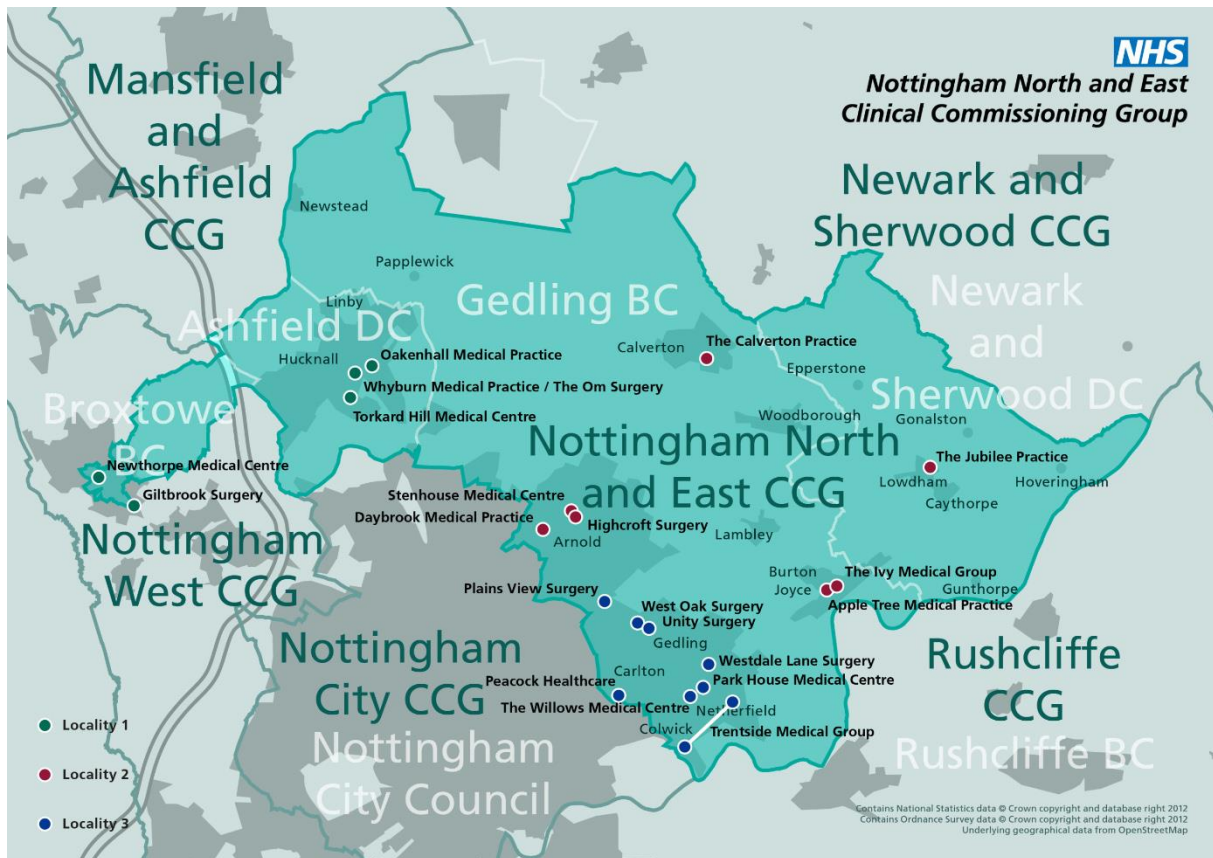 NHS
Nottingham North and East
Clinical Commissioning Group
Mansfield
and
Ashfield
CCG
Newark and
Sherwood CCG
Newstead
Papplewick
Linby
Gedling BC
Newark
and
Sherwood DC
Ashfield DC
Hucknall
Oakenhall Medical Practice
Whyburn Medical Practice / The Om Surgery
Torkard Hill Medical Centre
Calverton
The Calverton Practice
Epperstone
Woodborough
Gonalston
Broxtowe
BC
Newthorpe Medical Centre
Giltbrook Surgery
Nottingham
West CCG
Nottingham North
and East CCG
The Jubilee Practice
Lowdham
Hoveringham
Caythorpe
Stenhouse Medical Centre
Daybrook Medical Practice
Highcroft Surgery
Arnold
Lambley
Burton
Joyce
The Ivy Medical Group
Gunthorpe
Apple Tree Medical Practice
Plains View Surgery
West Oak Surgery
Unity Surgery
Gedling
Nottingham
City CCG
Carlton
Westdale Lane Surgery
Peacock Healthcare
Park House Medical Centre
The Willows Medical Centre
Netherfield
Colwick
Trentside Medical Group
Rushcliffe
CCG
Rushcliffe BC
Nottingham
City Council
Locality 1
Locality 2
Locality 3
Contains National Statistics data © Crown copyright and database right 2012
Contains Ordnance Survey data © Crown copyright and database right 2012
Underlying geographical data from OpenStreetMap